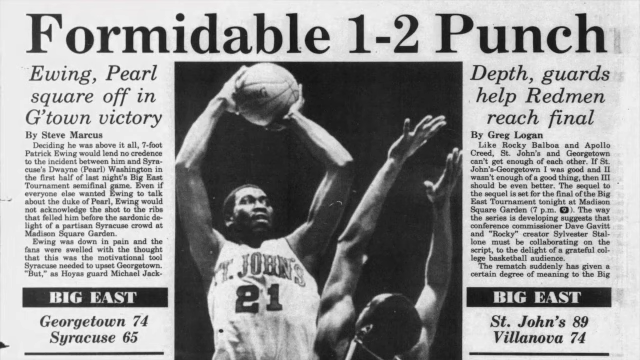 Formidable 1-2 Punch
Ewing, Pearl
square off in
G'town victory
By Steve Marcus
Deciding he was above it all, 7-foot
Patrick Ewing would lend no credence
to the incident between him and Syra-
cuse's Dwayne (Pearl) Washington in
the first half of last night's Big East
Tournament semifinal game. Even if
everyone else wanted Ewing to talk
about the duke of Pearl, Ewing would
not acknowledge the shot to the ribs
that felled him before the sardonic de-
light of a partisan Syracuse crowd at
Madison Square Garden.
Ewing was down in pain and the
fans were swelled with the thought
that this was the motivational tool
Syracuse needed to upset Georgetown.
"But," as Hoyas guard Michael Jack-
BIG EAST
Georgetown 74
Syracuse 65
ST. JOHN'S
21
Depth, guards
help Redmen
reach final
By Greg Logan
Like Rocky Balboa and Apollo
Creed, St. John's and Georgetown
can't get enough of each other. If St.
John's-Georgetown I was good and II
wasn't enough of a good thing, then III
should be even better. The sequel to
the sequel is set for the final of the Big
East Tournament tonight at Madison
Square Garden (7 p.m. 9). The way
the series is developing suggests that
conference commissioner Dave Gavitt
and "Rocky" creator Sylvester Stal-
lone must be collaborating on the
script, to the delight of a grateful col-
lege basketball audience.
The rematch suddenly has given a
certain degree of meaning to the Big
BIG EAST
St. John's 89
Villanova 74